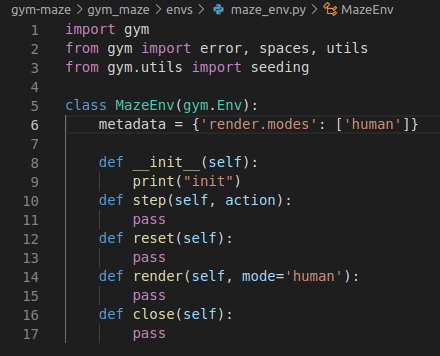 gym-maze > gym_maze > envs > maze_env.py > MazeEnv
1 import gym
2 from gym import error, spaces, utils
3 from gym.utils import seeding
4
5 class MazeEnv(gym.Env):
6     metadata = {'render.modes': ['human']}
7
8     def __init__(self):
9         print("init")
10     def step(self, action):
11         pass
12     def reset(self):
13         pass
14     def render(self, mode='human'):
15         pass
16     def close(self):
17         pass